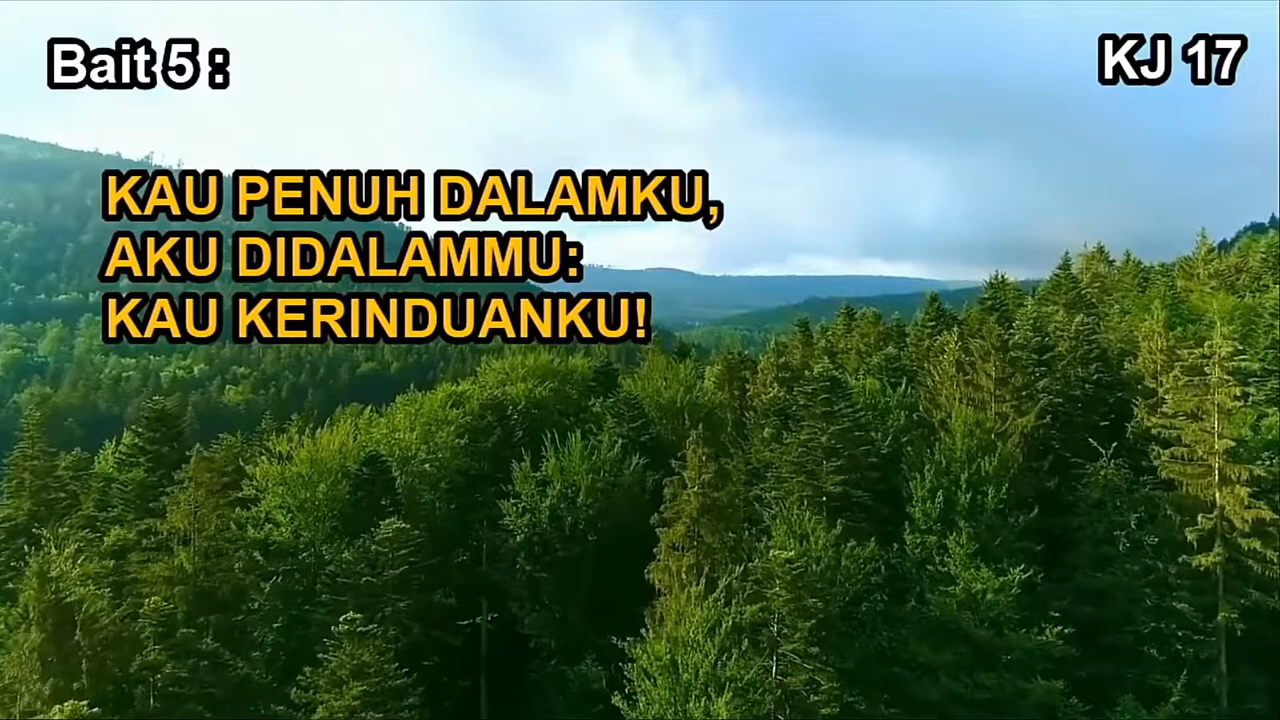 Bait 5 :
KJ 17
KAU PENUH DALAMKU,
AKU DIDALAMMU:
KAU KERINDUANKU!